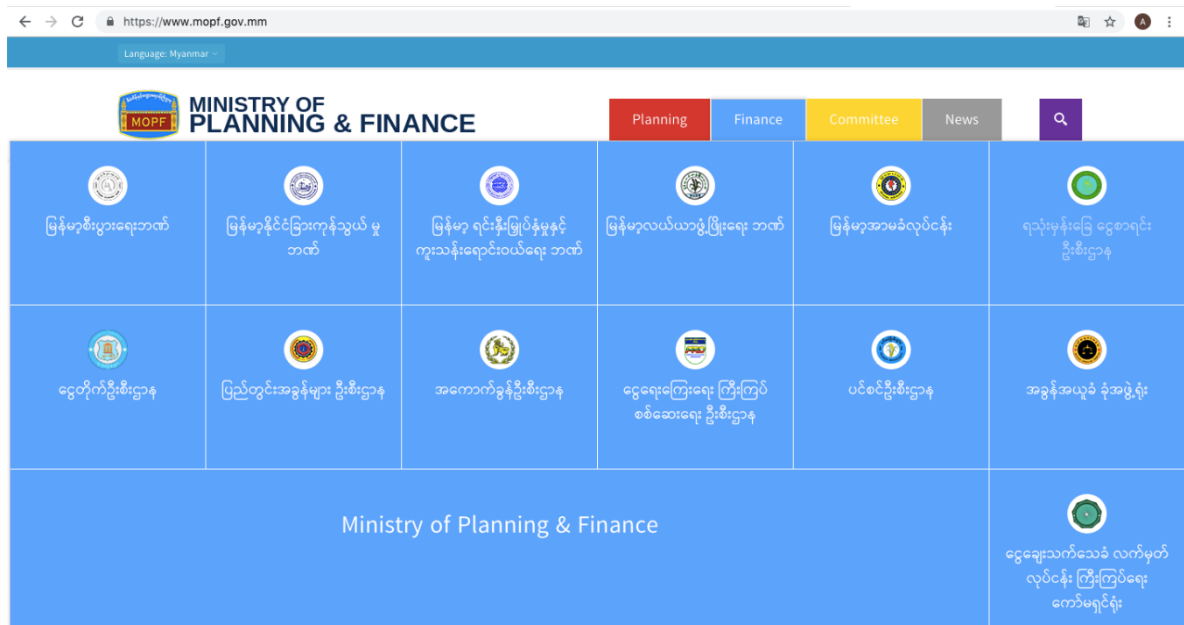 https://www.mopf.gov.mm
A
Language: Myanmar
MOPF
MINISTRY OF
PLANNING & FINANCE
Planning
Finance
Committee
News
မြန်မာ့စီးပွားရေးဘဏ်
မြန်မာ့နိုင်ငံခြားကုန်သွယ် မှု
ဘဏ်
မြန်မာ့ ရင်းနှီးမြှုပ်နှံမှုနှင့်
ကူးသန်းရောင်းဝယ်ရေး ဘဏ်
မြန်မာ့လယ်ယာဖွံ့ဖြိုးရေး ဘဏ်
မြန်မာ့အာမခံလုပ်ငန်း
ရသုံးမှန်းခြေ ငွေစာရင်း
ဦးစီးဌာန
ငွေတိုက်ဦးစီးဌာန
ပြည်တွင်းအခွန်များ ဦးစီးဌာန
အကောက်ခွန်ဦးစီးဌာန
ငွေရေးကြေးရေး ကြီးကြပ်
စစ်ဆေးရေး ဦးစီးဌာန
ပင်စင်ဦးစီးဌာန
အခွန်အယူခံ ခုံအဖွဲ့ရုံး
Ministry of Planning & Finance
ငွေချေးသက်သေခံ လက်မှတ်
လုပ်ငန်း ကြီးကြပ်ရေး
ကော်မရှင်ရုံး